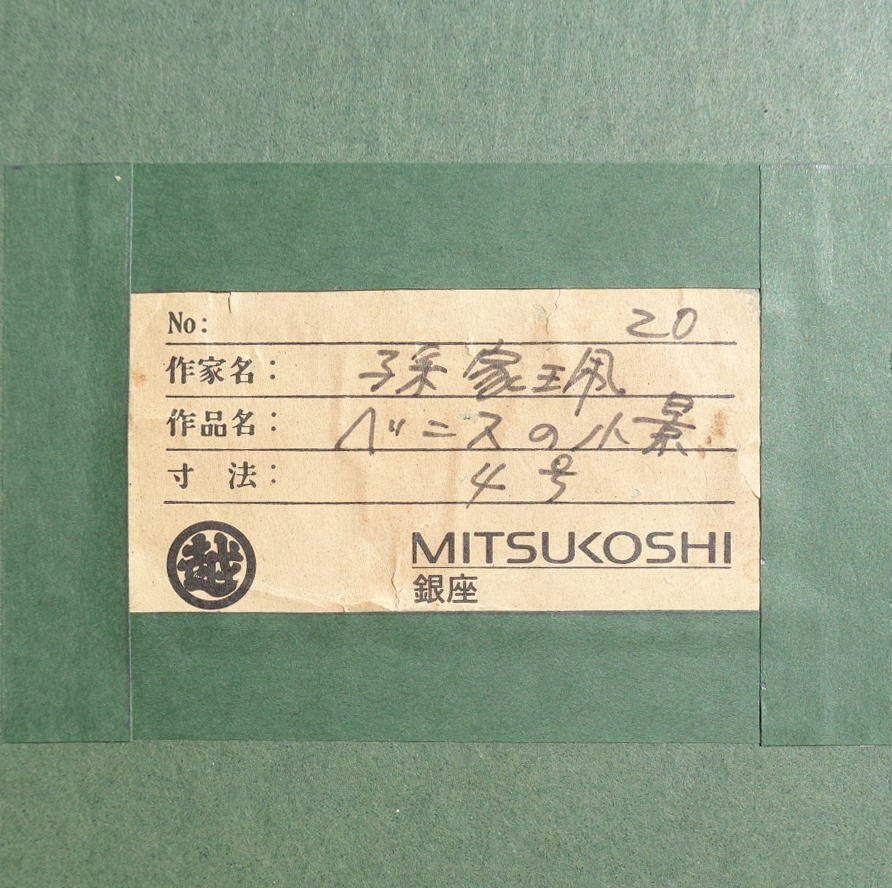 No: 20
作家名: 孫家珮
作品名: ベニスの小景
寸法: 4号
越 MITSUKOSHI
銀座